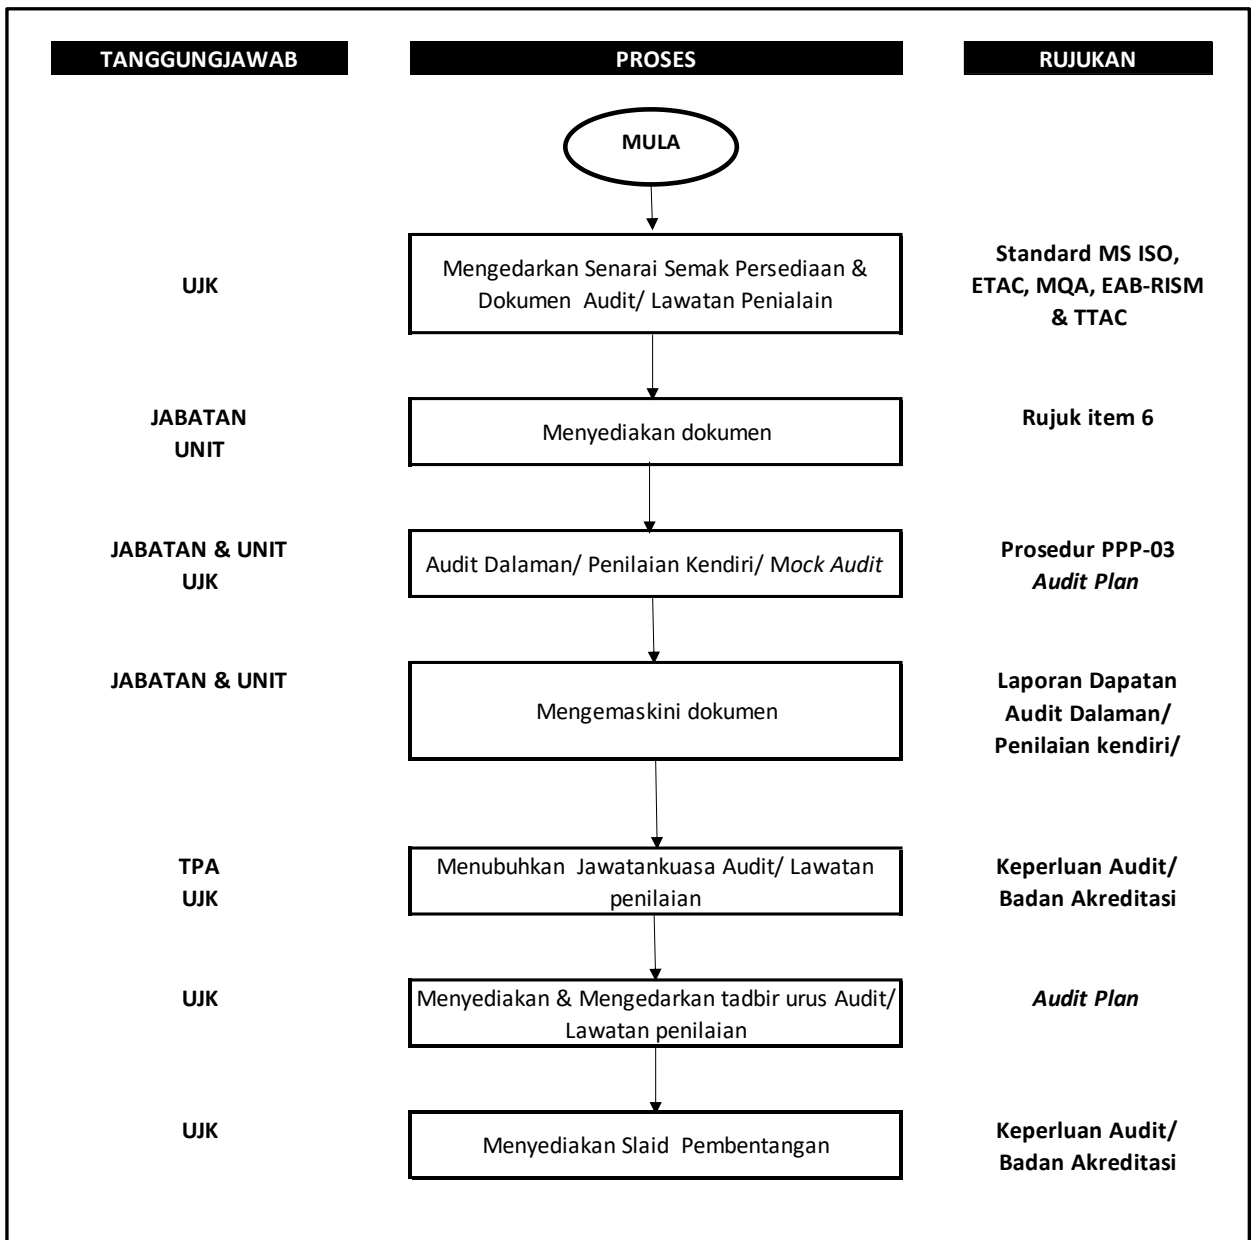 TANGGUNGJAWAB
PROSES
RUJUKAN
MULA
UJK
Mengedarkan Senarai Semak Persediaan &
Dokumen Audit/ Lawatan Penialain
Standard MS ISO,
ETAC, MQA, EAB-RISM
& TTAC
JABATAN
UNIT
Menyediakan dokumen
Rujuk item 6
JABATAN & UNIT
UJK
Audit Dalaman/ Penilaian Kendiri/ Mock Audit
Prosedur PPP-03
Audit Plan
JABATAN & UNIT
Mengemaskini dokumen
Laporan Dapatan
Audit Dalaman/
Penilaian kendiri/
TPA
UJK
Menubuhkan Jawatankuasa Audit/ Lawatan
penilaian
Keperluan Audit/
Badan Akreditasi
UJK
Menyediakan & Mengedarkan tadbir urus Audit/
Lawatan penilaian
Audit Plan
UJK
Menyediakan Slaid Pembentangan
Keperluan Audit/
Badan Akreditasi